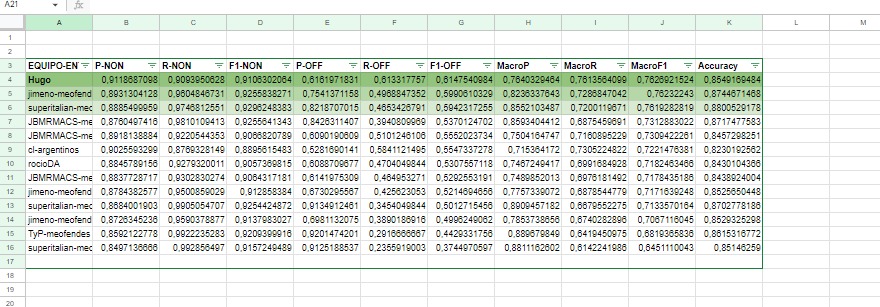 A21
fx
A B C D E F G H I J K L M
1
2
3 EQUIPO-EN P-NON R-NON F1-NON P-OFF R-OFF F1-OFF MacroP MacroR MacroF1 Accuracy
4 Hugo 0,9118687098 0,9093950628 0,9106302064 0,6161971831 0,613317757 0,6147540984 0,7640329464 0,7613564099 0,7626921524 0,8549169484
5 jimeno-meofend 0,8931304128 0,9604846731 0,9255838271 0,7541371158 0,4968847352 0,5990610329 0,8236337643 0,7286847042 0,76232243 0,8744671468
6 superitalian-mec 0,8885499959 0,9746812551 0,9296248383 0,8218707015 0,4653426791 0,5942317255 0,8552103487 0,7200119671 0,7619282819 0,8800529178
7 JBMRMACS-me 0,8760497416 0,9810109413 0,9255641343 0,8426311407 0,3940809969 0,5370124702 0,8593404412 0,6875459691 0,7312883022 0,8717477583
8 JBMRMACS-me 0,8918138884 0,9220544353 0,9066820789 0,6090190609 0,5101246106 0,5552023734 0,7504164747 0,7160895229 0,7309422261 0,8457298251
9 cl-argentinos 0,9025593299 0,8769328149 0,8895615483 0,5281690141 0,5841121495 0,5547337278 0,715364172 0,7305224822 0,7221476381 0,8230192562
10 rocioDA 0,8845789156 0,9279320011 0,9057369815 0,6088709677 0,4704049844 0,5307557118 0,7467249417 0,6991684928 0,7182463466 0,8430104366
11 JBMRMACS-me 0,8837728717 0,9302830274 0,9064317181 0,6141975309 0,464953271 0,5292553191 0,7489852013 0,6976181492 0,7178435186 0,8438924004
12 jimeno-meofend 0,8784382577 0,9500859029 0,912858384 0,6730295567 0,425623053 0,5214694656 0,7757339072 0,6878544779 0,7171639248 0,8525650448
13 superitalian-mec 0,8684001903 0,9905054707 0,9254424872 0,9134912461 0,3454049844 0,5012715456 0,8909457182 0,6679552275 0,7133570164 0,8702778186
14 jimeno-meofend 0,8726345236 0,9590378877 0,9137983027 0,6981132075 0,3890186916 0,4996249062 0,7853738656 0,6740282896 0,7067116045 0,8529325298
15 TyP-meofendes 0,8592122778 0,9922235283 0,9209399916 0,9201474201 0,2916666667 0,4429331756 0,889679849 0,6419450975 0,6819365836 0,8615316772
16 superitalian-mec 0,8497136666 0,992856497 0,9157249489 0,9125188537 0,2355919003 0,3744970597 0,8811162602 0,6142241986 0,6451110043 0,85146259
17
18
19
20